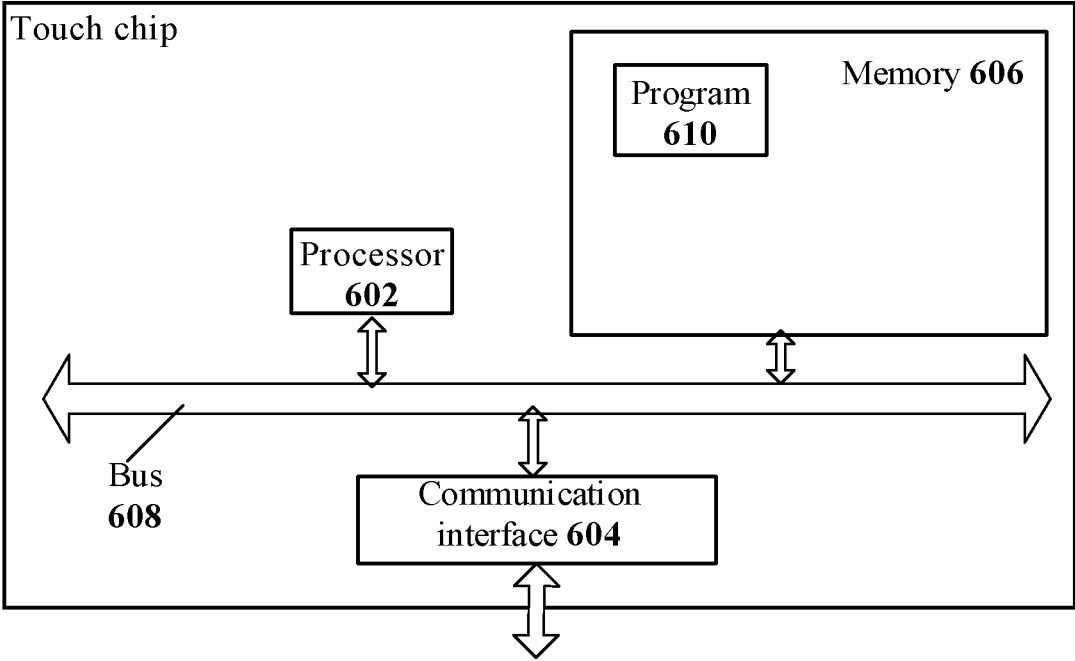 Touch chip
Memory 606
Program
610
Processor
602
Bus
608
Communication
interface 604